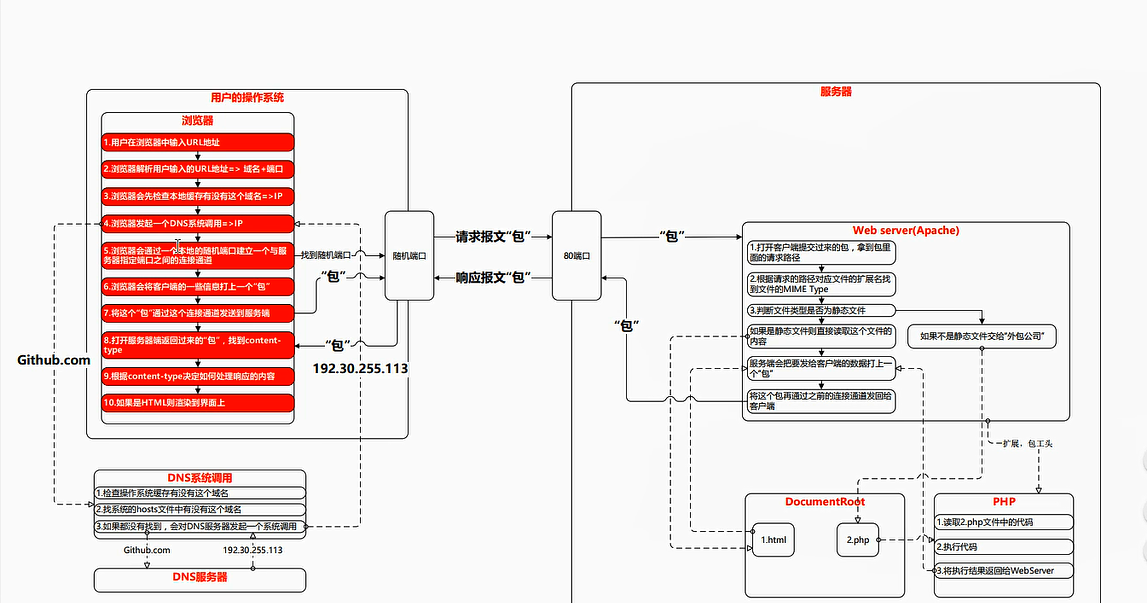 用户的操作系统
浏览器
1.用户在浏览器中输入URL地址
2.浏览器解析用户输入的URL地址=> 域名+端口
3.浏览器会先检查本地缓存有没有这个域名=>IP
4.浏览器发起一个DNS系统调用=>IP
5.浏览器会通过一个本地的随机端口建立一个与服
务器指定端口之间的连接通道
6.浏览器会将客户端的一些信息打上一个“包”
7.将这个“包”通过这个连接通道发送到服务端
8.打开服务器端返回过来的“包”，找到content-
type
9.根据content-type决定如何处理响应的内容
10.如果是HTML则渲染到界面上
找到随机端口
“包”
“包”
192.30.255.113
Github.com
随机端口
请求报文“包”
响应报文“包”
80端口
DNS系统调用
1.检查操作系统缓存有没有这个域名
2.找系统的hosts文件中有没有这个域名
3.如果都没有找到，会对DNS服务器发起一个系统调用
Github.com
192.30.255.113
DNS服务器
服务器
“包”
“包”
Web server(Apache)
1.打开客户端提交过来的包，拿到包里
面的请求路径
2.根据请求的路径对应文件的扩展名找
到文件的MIME Type
3.判断文件类型是否为静态文件
如果是静态文件则直接读取这个文件的
内容
如果不是静态文件交给“外包公司”
服务端会把要发给客户端的数据打上一
个“包”
将这个包再通过之前的连接通道发回给
客户端
扩展，包工头
DocumentRoot
1.html
2.php
PHP
1.读取2.php文件中的代码
2.执行代码
3.将执行结果返回给WebServer